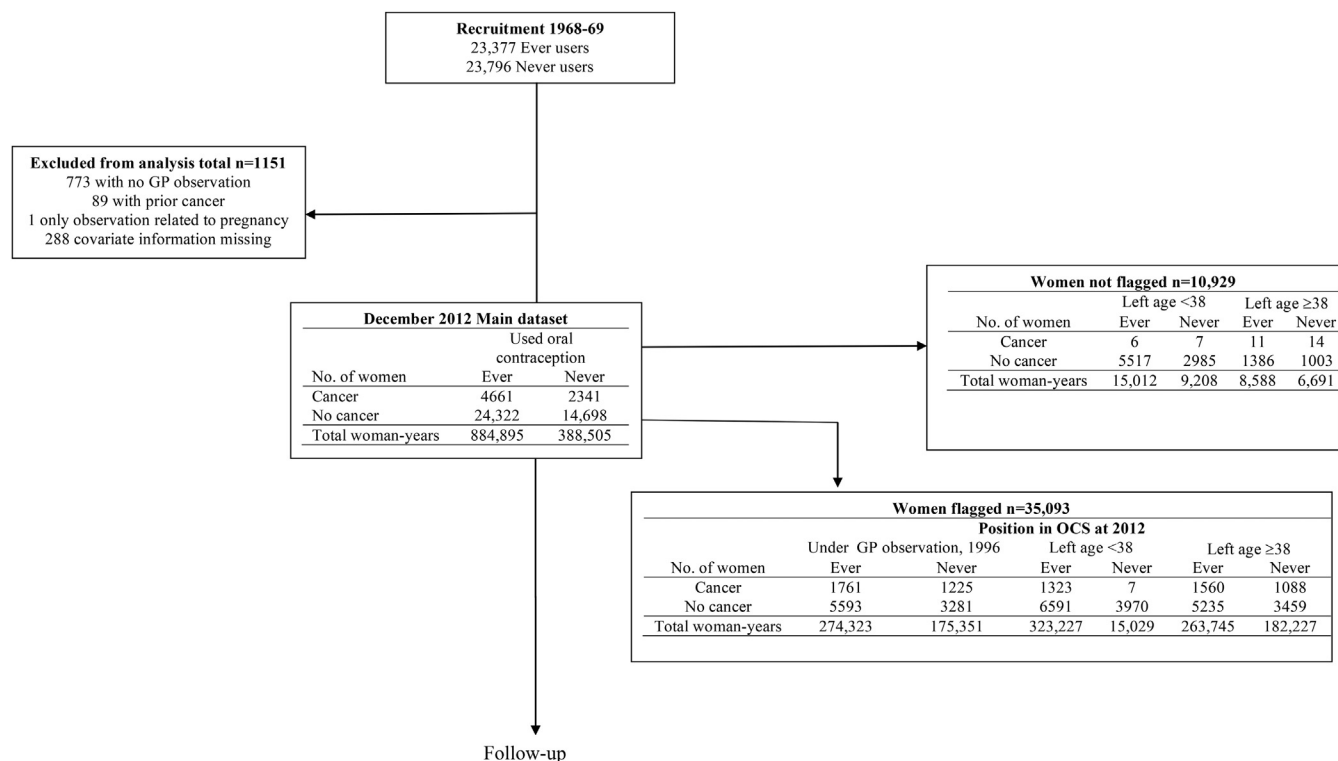 Recruitment 1968-69
23,377 Ever users
23,796 Never users
Excluded from analysis total n=1151
773 with no GP observation
89 with prior cancer
1 only observation related to pregnancy
288 covariate information missing
December 2012 Main dataset
Used oral
contraception
No. of women Ever Never
Cancer 4661 2341
No cancer 24,322 14,698
Total woman-years 884,895 388,505
Women not flagged n=10,929
Left age <38 Left age ≥38
No. of women Ever Never Ever Never
Cancer 6 7 11 14
No cancer 5517 2985 1386 1003
Total woman-years 15,012 9,208 8,588 6,691
Women flagged n=35,093
Position in OCS at 2012
Under GP observation, 1996 Left age <38 Left age ≥38
No. of women Ever Never Ever Never Ever Never
Cancer 1761 1225 1323 7 1560 1088
No cancer 5593 3281 6591 3970 5235 3459
Total woman-years 274,323 175,351 323,227 15,029 263,745 182,227
Follow-up